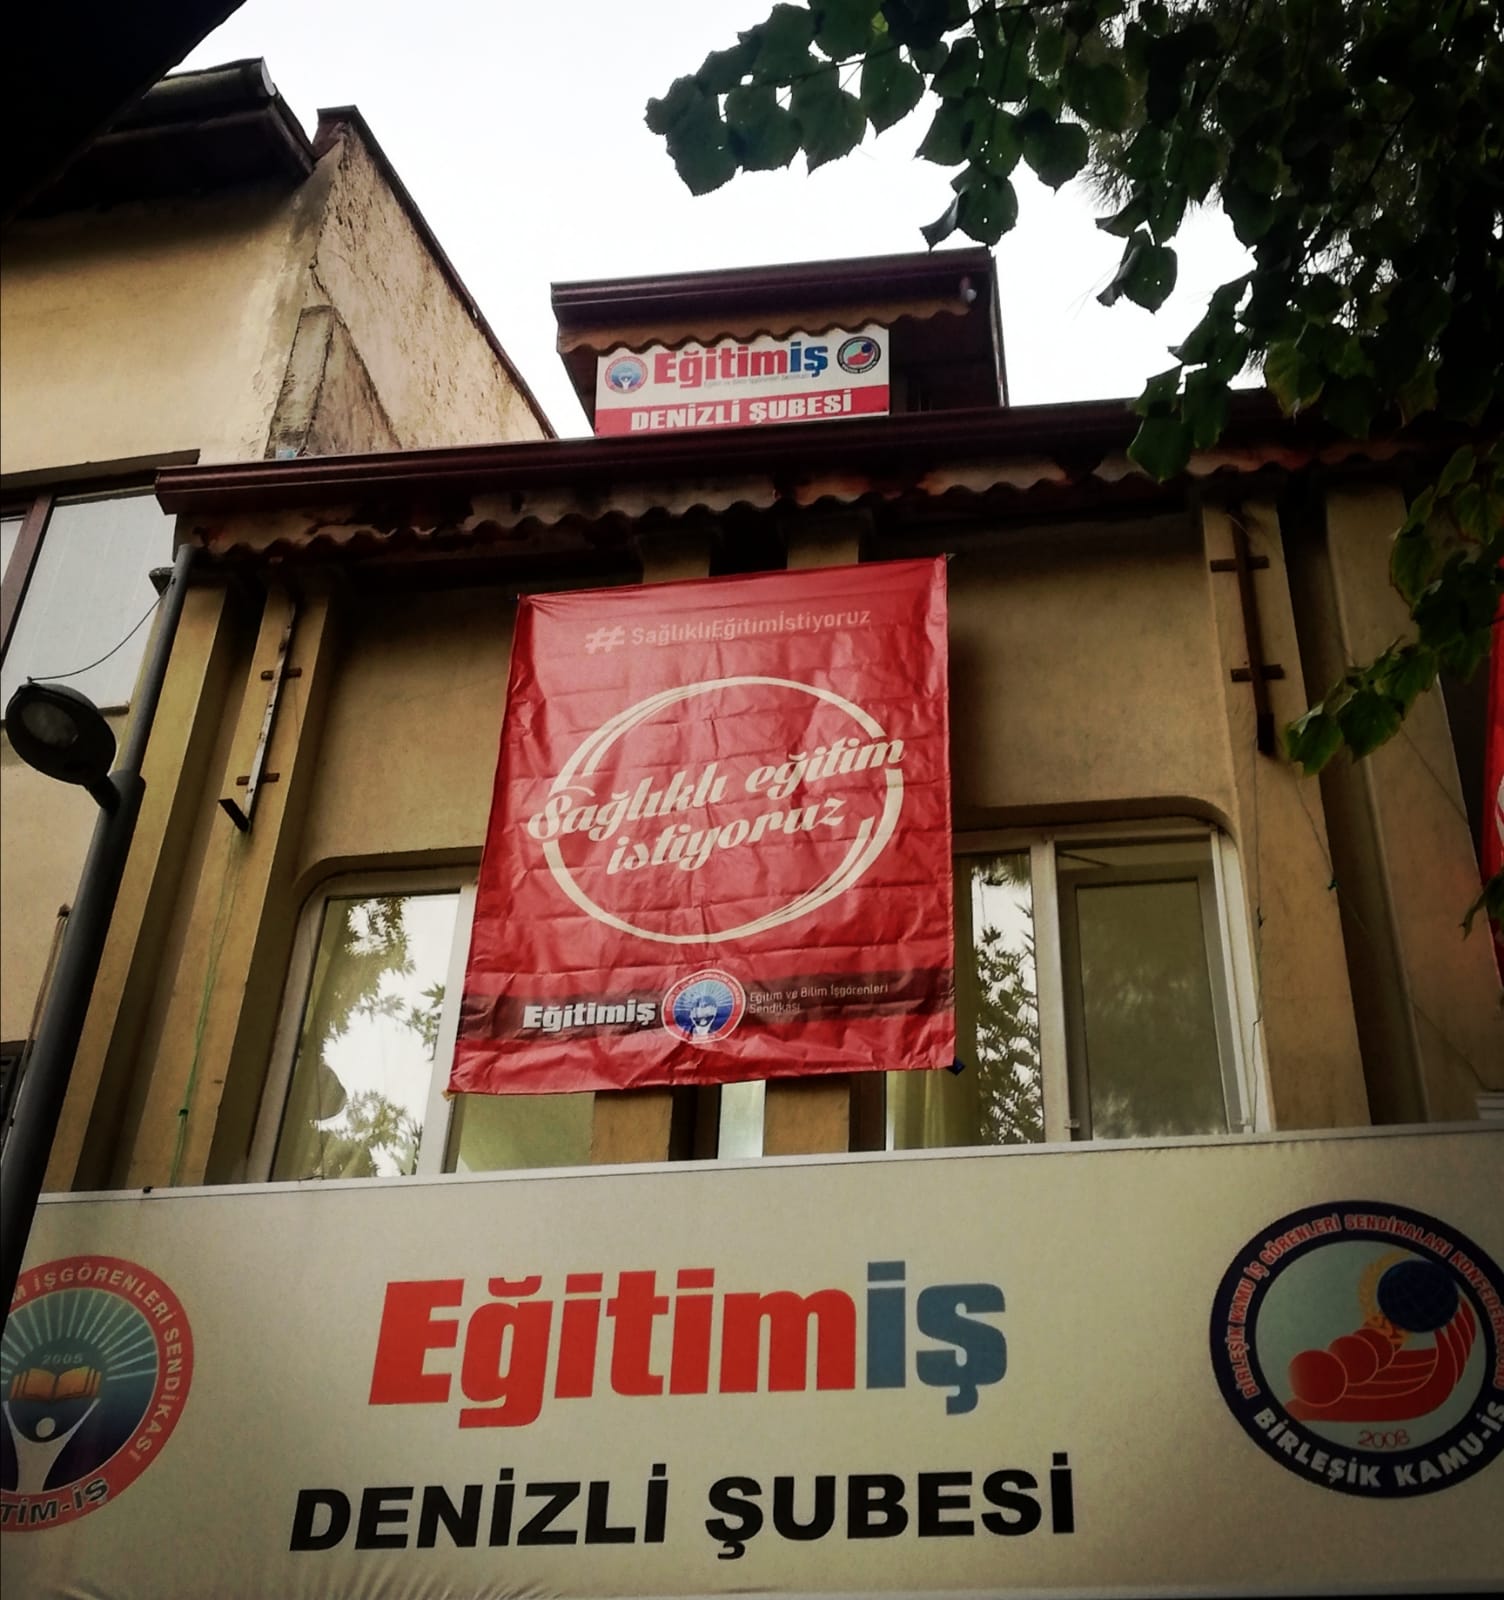 Eğitimiş
DENİZLİ ŞUBESİ
#SağlıklıEğitimİstiyoruz
Sağlıklı eğitim
istiyoruz
Eğitimiş
Eğitim ve Bilim İşgörenleri
Sendikası
İŞGÖRENLERİ SENDİKASI
2005
TİM-İŞ
Eğitimiş
DENİZLİ ŞUBESİ
BİRLEŞİK KAMU İŞ GÖRENLERİ SENDİKALARI
2008
BİRLEŞİK KAMU-İŞ